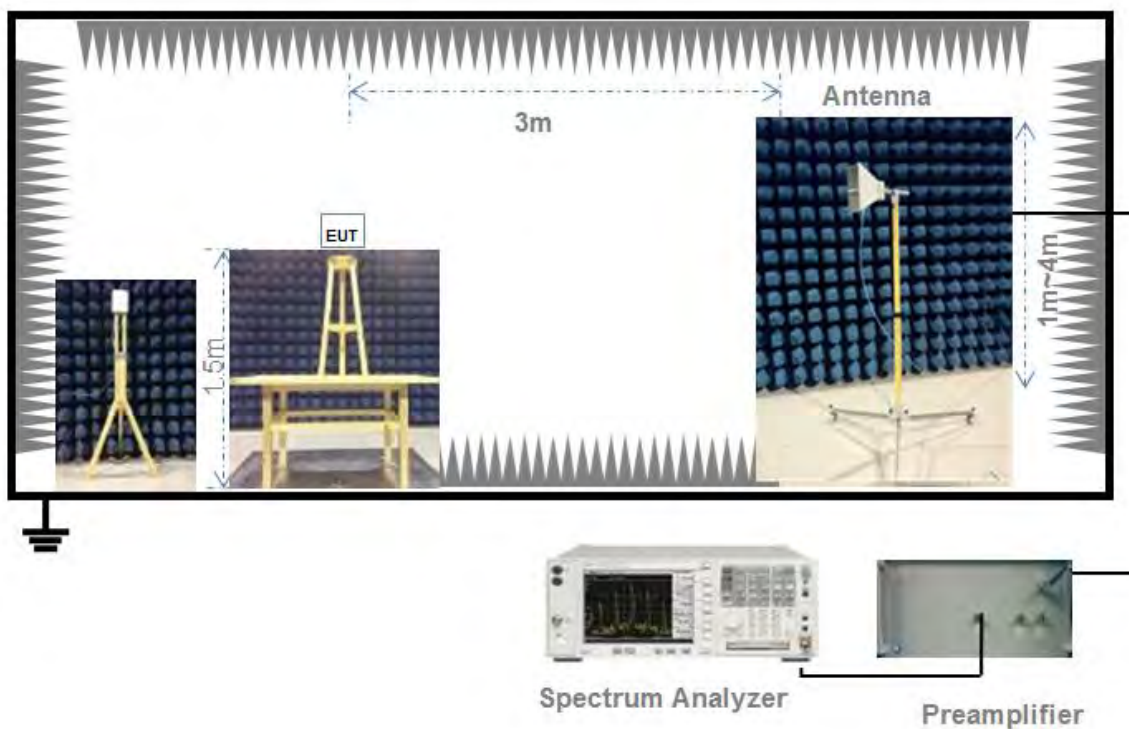 Antenna
3m
EUT
1.5m
1m~4m
Spectrum Analyzer
Preamplifier